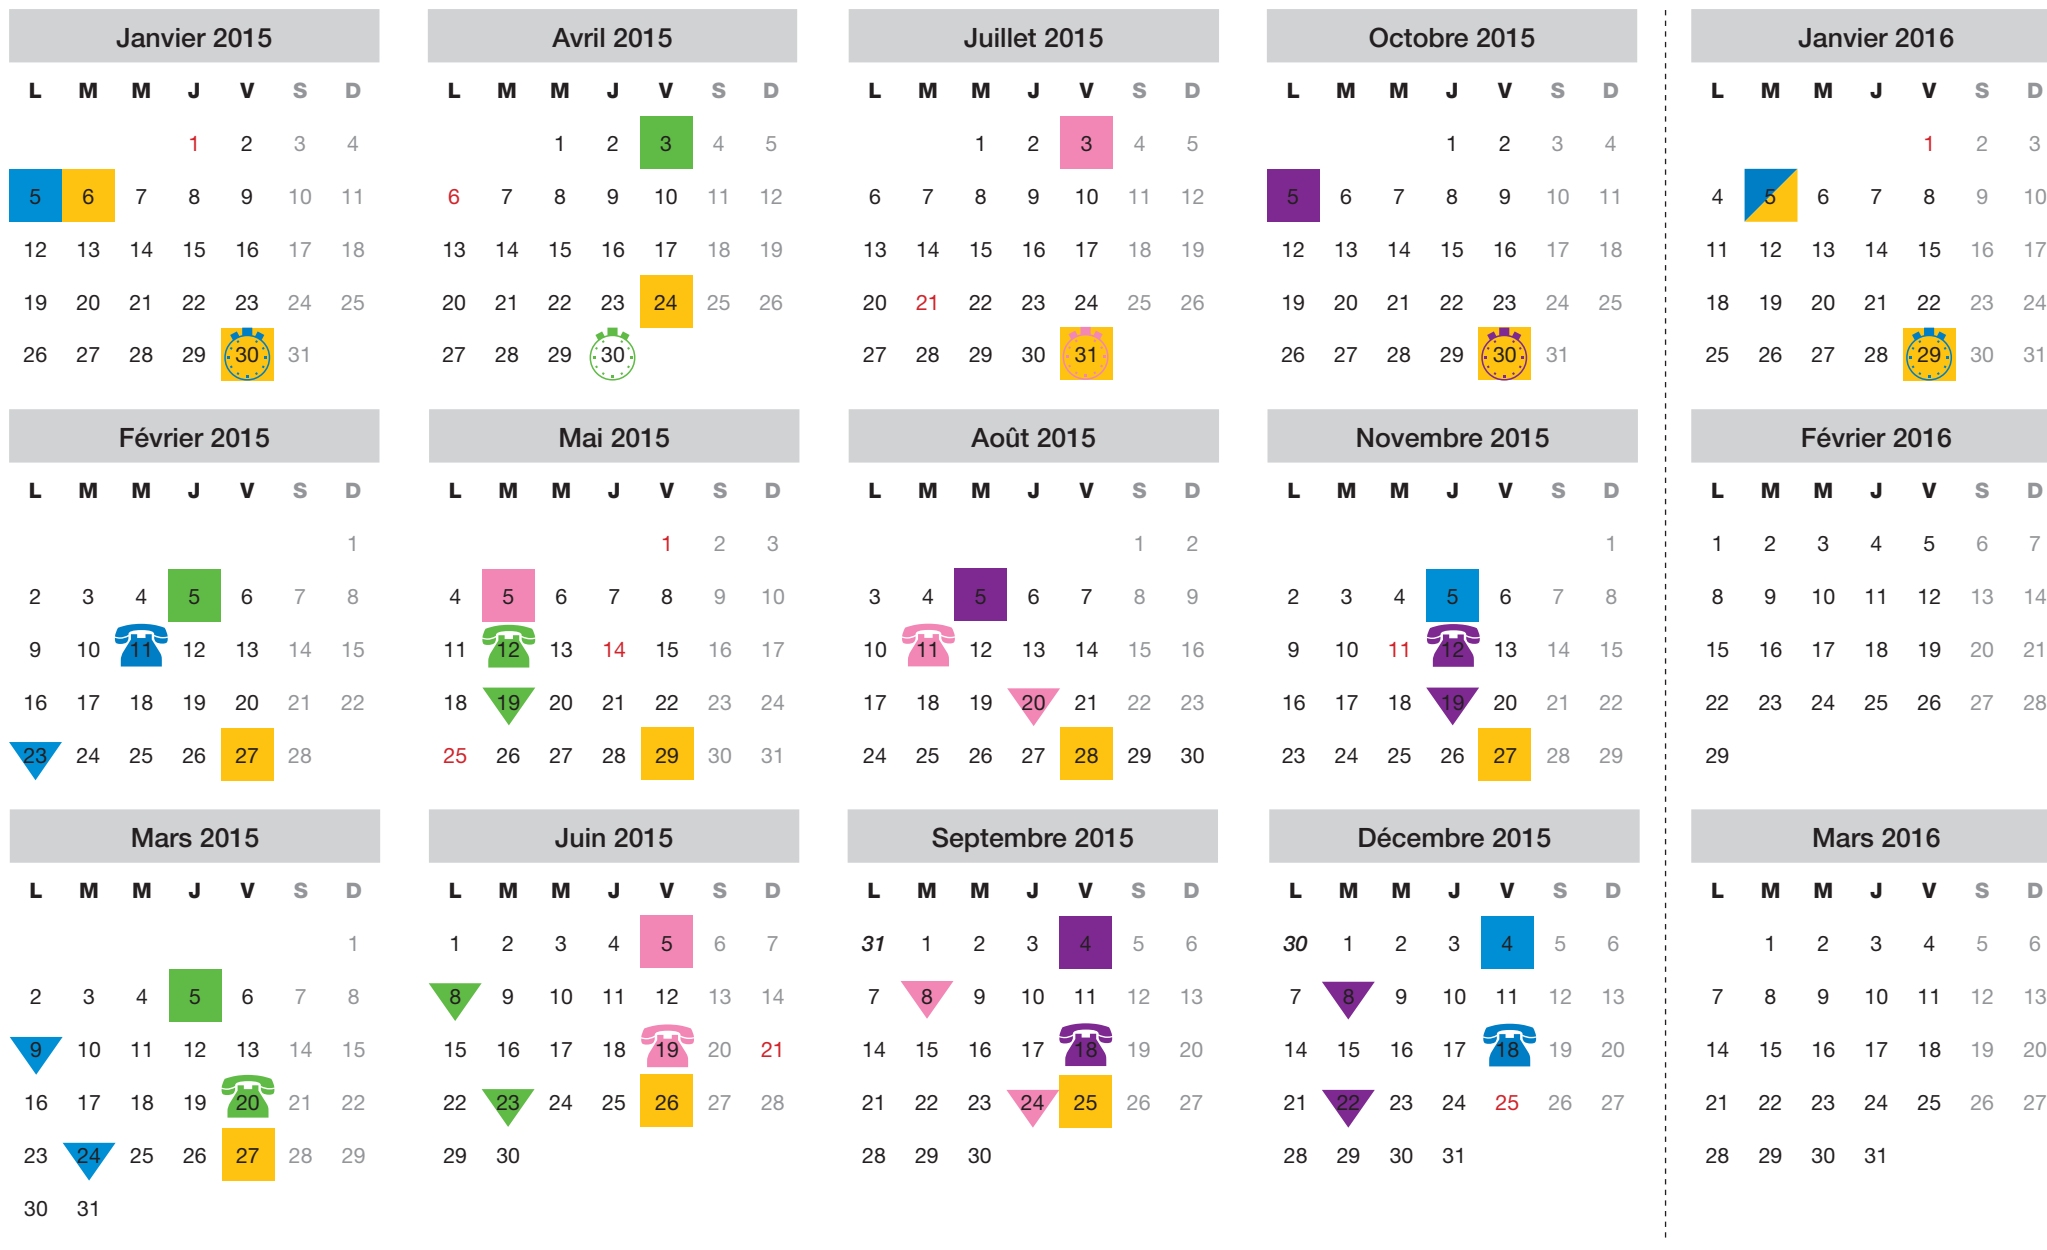 Janvier 2015
L M M J V S D
1 2 3 4
5 6 7 8 9 10 11
12 13 14 15 16 17 18
19 20 21 22 23 24 25
26 27 28 29 30 31
Avril 2015
L M M J V S D
1 2 3 4 5
6 7 8 9 10 11 12
13 14 15 16 17 18 19
20 21 22 23 24 25 26
27 28 29 30
Juillet 2015
L M M J V S D
1 2 3 4 5
6 7 8 9 10 11 12
13 14 15 16 17 18 19
20 21 22 23 24 25 26
27 28 29 30 31
Octobre 2015
L M M J V S D
1 2 3 4
5 6 7 8 9 10 11
12 13 14 15 16 17 18
19 20 21 22 23 24 25
26 27 28 29 30 31
Janvier 2016
L M M J V S D
1 2 3
4 5 6 7 8 9 10
11 12 13 14 15 16 17
18 19 20 21 22 23 24
25 26 27 28 29 30 31
Février 2015
L M M J V S D
1
2 3 4 5 6 7 8
9 10 11 12 13 14 15
16 17 18 19 20 21 22
23 24 25 26 27 28
Mai 2015
L M M J V S D
1 2 3
4 5 6 7 8 9 10
11 12 13 14 15 16 17
18 19 20 21 22 23 24
25 26 27 28 29 30 31
Août 2015
L M M J V S D
1 2
3 4 5 6 7 8 9
10 11 12 13 14 15 16
17 18 19 20 21 22 23
24 25 26 27 28 29 30
Novembre 2015
L M M J V S D
1
2 3 4 5 6 7 8
9 10 11 12 13 14 15
16 17 18 19 20 21 22
23 24 25 26 27 28 29
Février 2016
L M M J V S D
1 2 3 4 5 6 7
8 9 10 11 12 13 14
15 16 17 18 19 20 21
22 23 24 25 26 27 28
29
Mars 2015
L M M J V S D
1
2 3 4 5 6 7 8
9 10 11 12 13 14 15
16 17 18 19 20 21 22
23 24 25 26 27 28 29
30 31
Juin 2015
L M M J V S D
1 2 3 4 5 6 7
8 9 10 11 12 13 14
15 16 17 18 19 20 21
22 23 24 25 26 27 28
29 30
Septembre 2015
L M M J V S D
31 1 2 3 4 5 6
7 8 9 10 11 12 13
14 15 16 17 18 19 20
21 22 23 24 25 26 27
28 29 30
Décembre 2015
L M M J V S D
30 1 2 3 4 5 6
7 8 9 10 11 12 13
14 15 16 17 18 19 20
21 22 23 24 25 26 27
28 29 30 31
Mars 2016
L M M J V S D
1 2 3 4 5 6
7 8 9 10 11 12 13
14 15 16 17 18 19 20
21 22 23 24 25 26 27
28 29 30 31